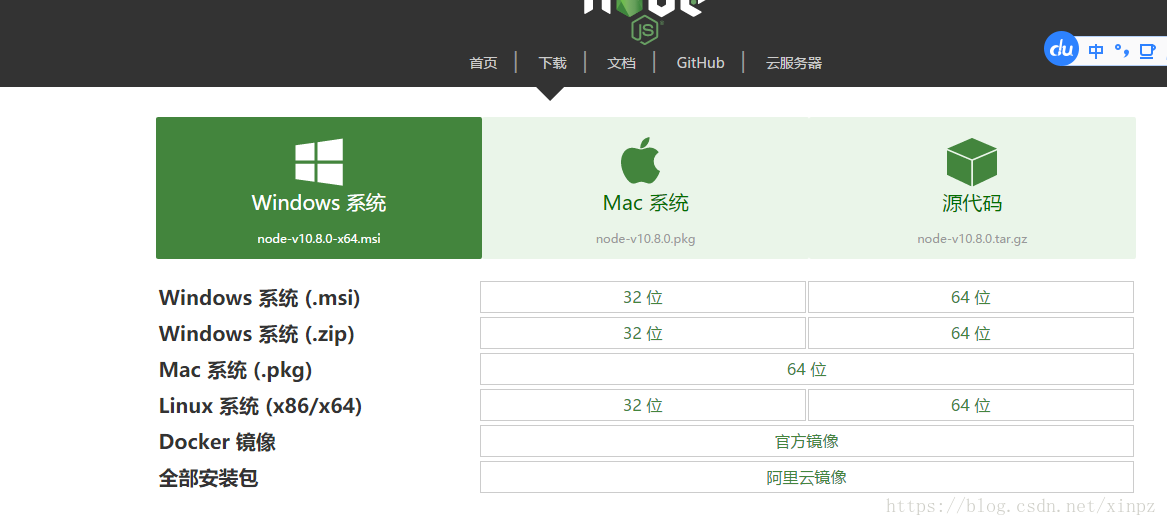 node
JS
首页 下载 文档 GitHub 云服务器
du 中 °,
Windows 系统 Mac 系统 源代码
node-v10.8.0-x64.msi node-v10.8.0.pkg node-v10.8.0.tar.gz
Windows 系统 (.msi) 32 位 64 位
Windows 系统 (.zip) 32 位 64 位
Mac 系统 (.pkg) 64 位
Linux 系统 (x86/x64) 32 位 64 位
Docker 镜像 官方镜像
全部安装包 阿里云镜像
https://blog.csdn.net/xinpz